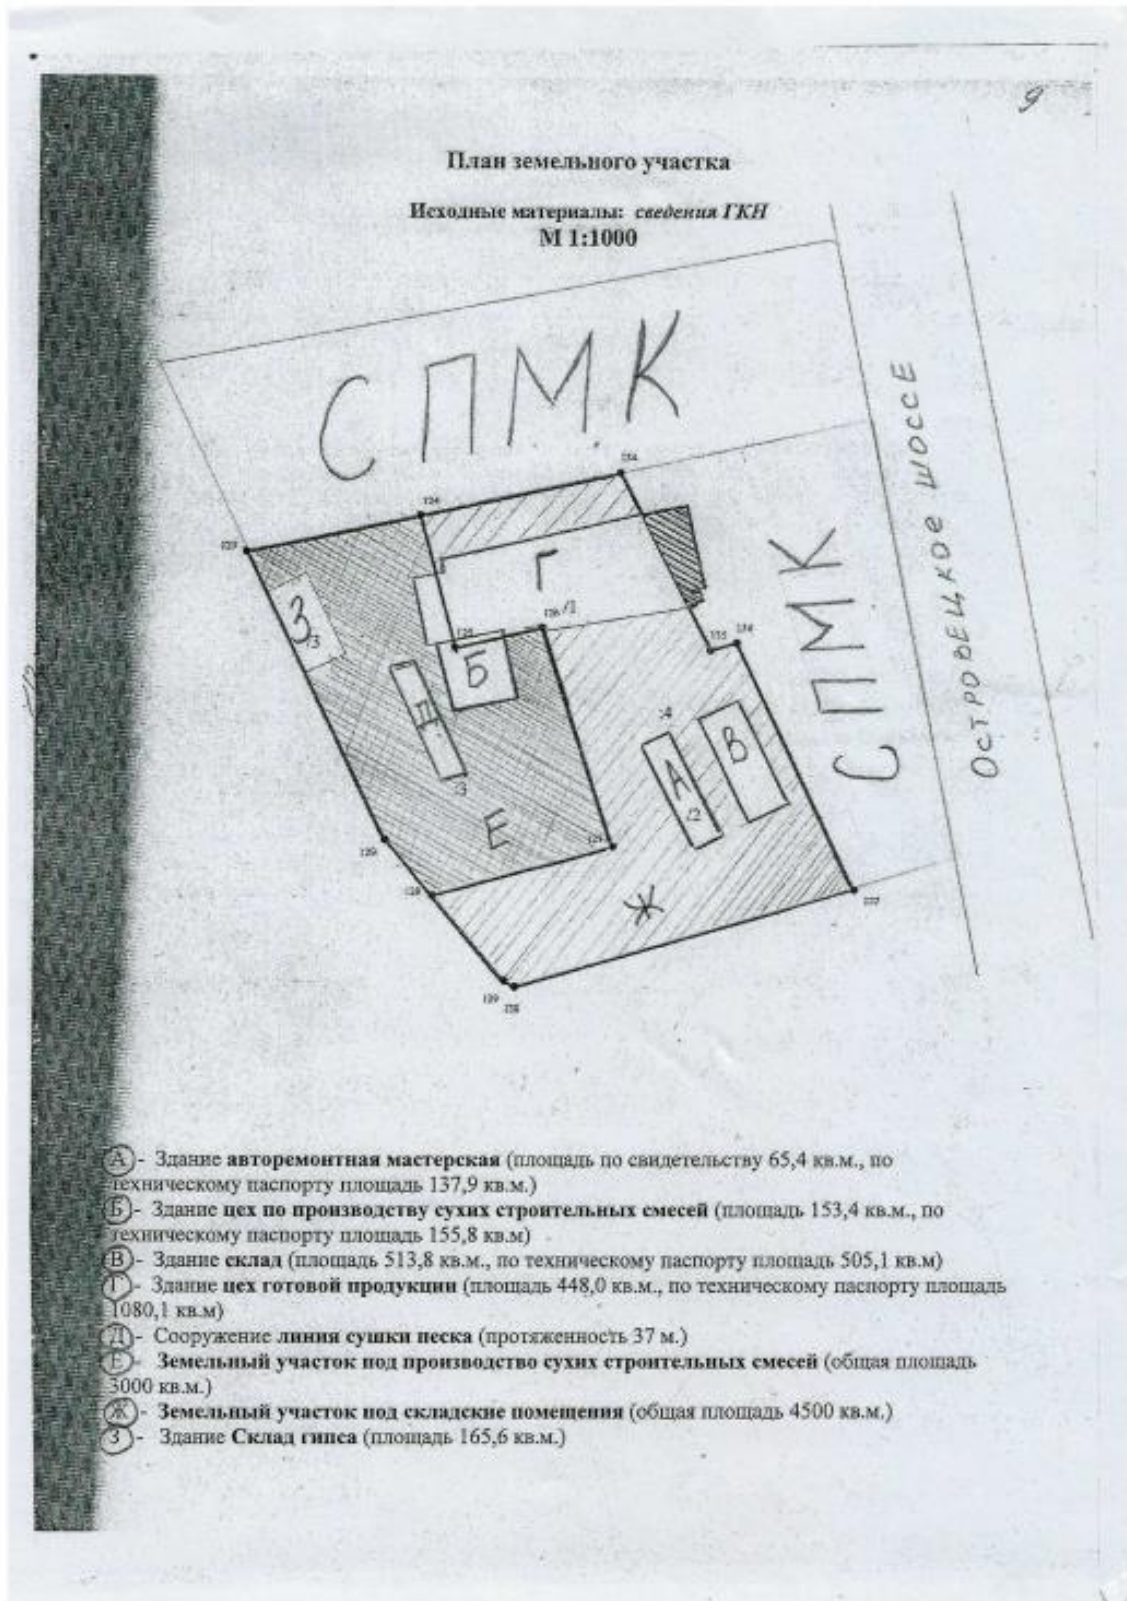 9
План земельного участка
Исходные материалы: сведения ГКН
М 1:1000
СПМК
СПМК
ОСТРОВЕЦКОЕ ШОССЕ
Г
З
Б
Д
В
А
Е
Ж
А - Здание авторемонтная мастерская (площадь по свидетельству 65,4 кв.м., по
техническому паспорту площадь 137,9 кв.м.)
Б - Здание цех по производству сухих строительных смесей (площадь 153,4 кв.м., по
техническому паспорту площадь 155,8 кв.м)
В - Здание склад (площадь 513,8 кв.м., по техническому паспорту площадь 505,1 кв.м)
Г - Здание цех готовой продукции (площадь 448,0 кв.м., по техническому паспорту площадь
1080,1 кв.м)
Д - Сооружение линия сушки песка (протяженность 37 м.)
Е - Земельный участок под производство сухих строительных смесей (общая площадь
3000 кв.м.)
Ж - Земельный участок под складские помещения (общая площадь 4500 кв.м.)
З - Здание Склад гипса (площадь 165,6 кв.м.)